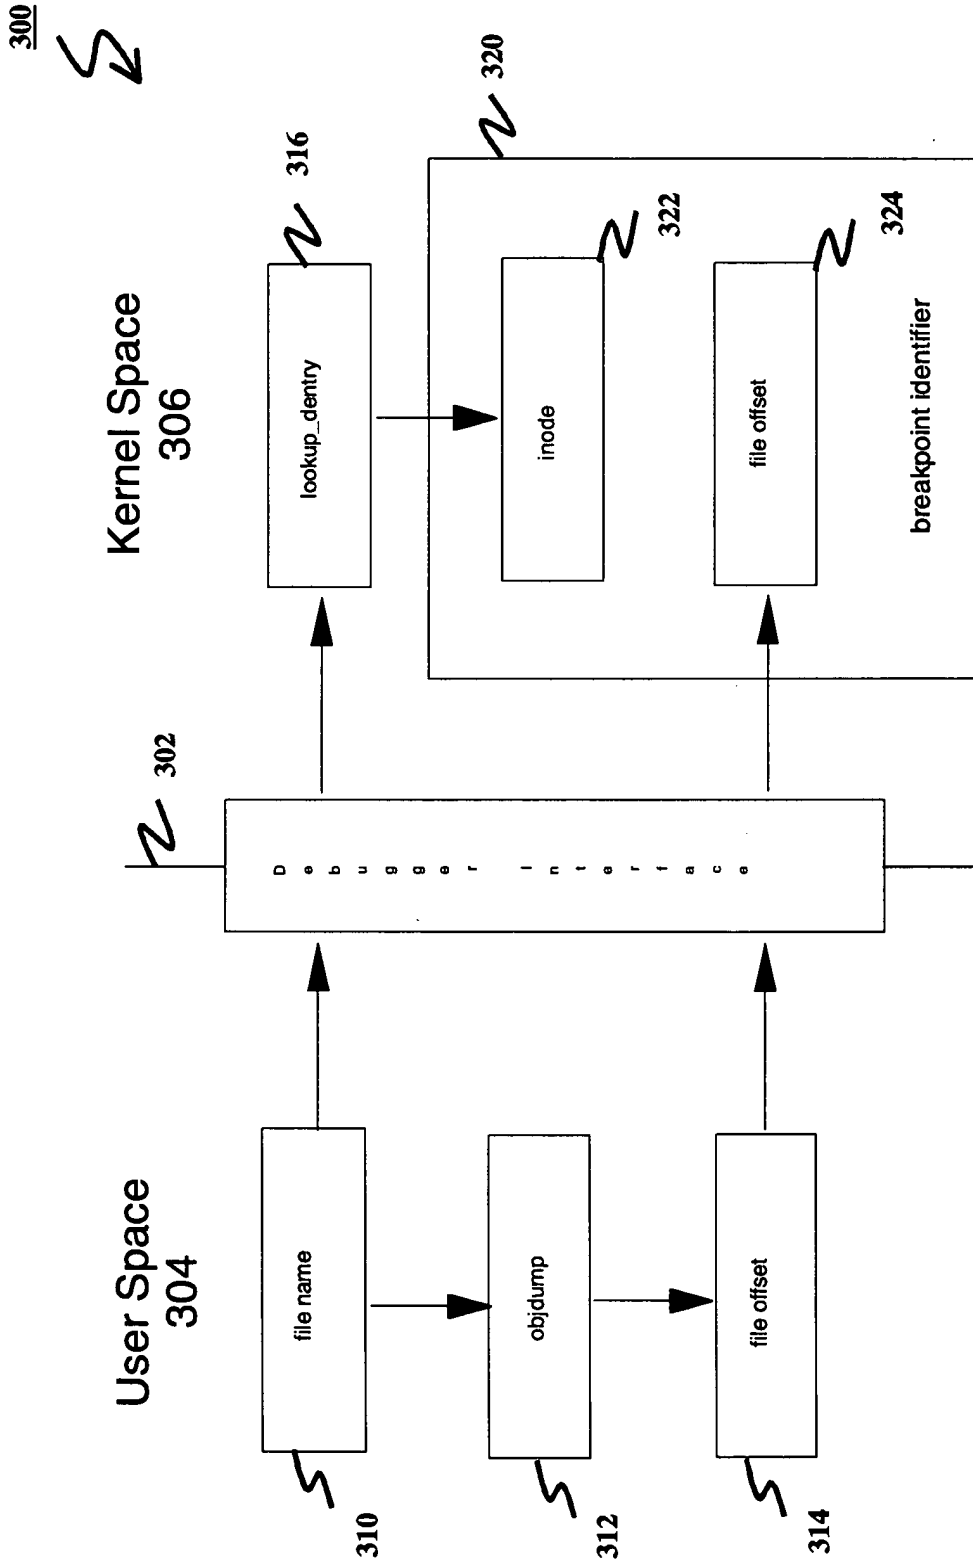 300
User Space
304
Kernel Space
306
302
310
file name
312
objdump
314
file offset
Debugger Interface
316
lookup_dentry
320
322
inode
324
file offset
breakpoint identifier